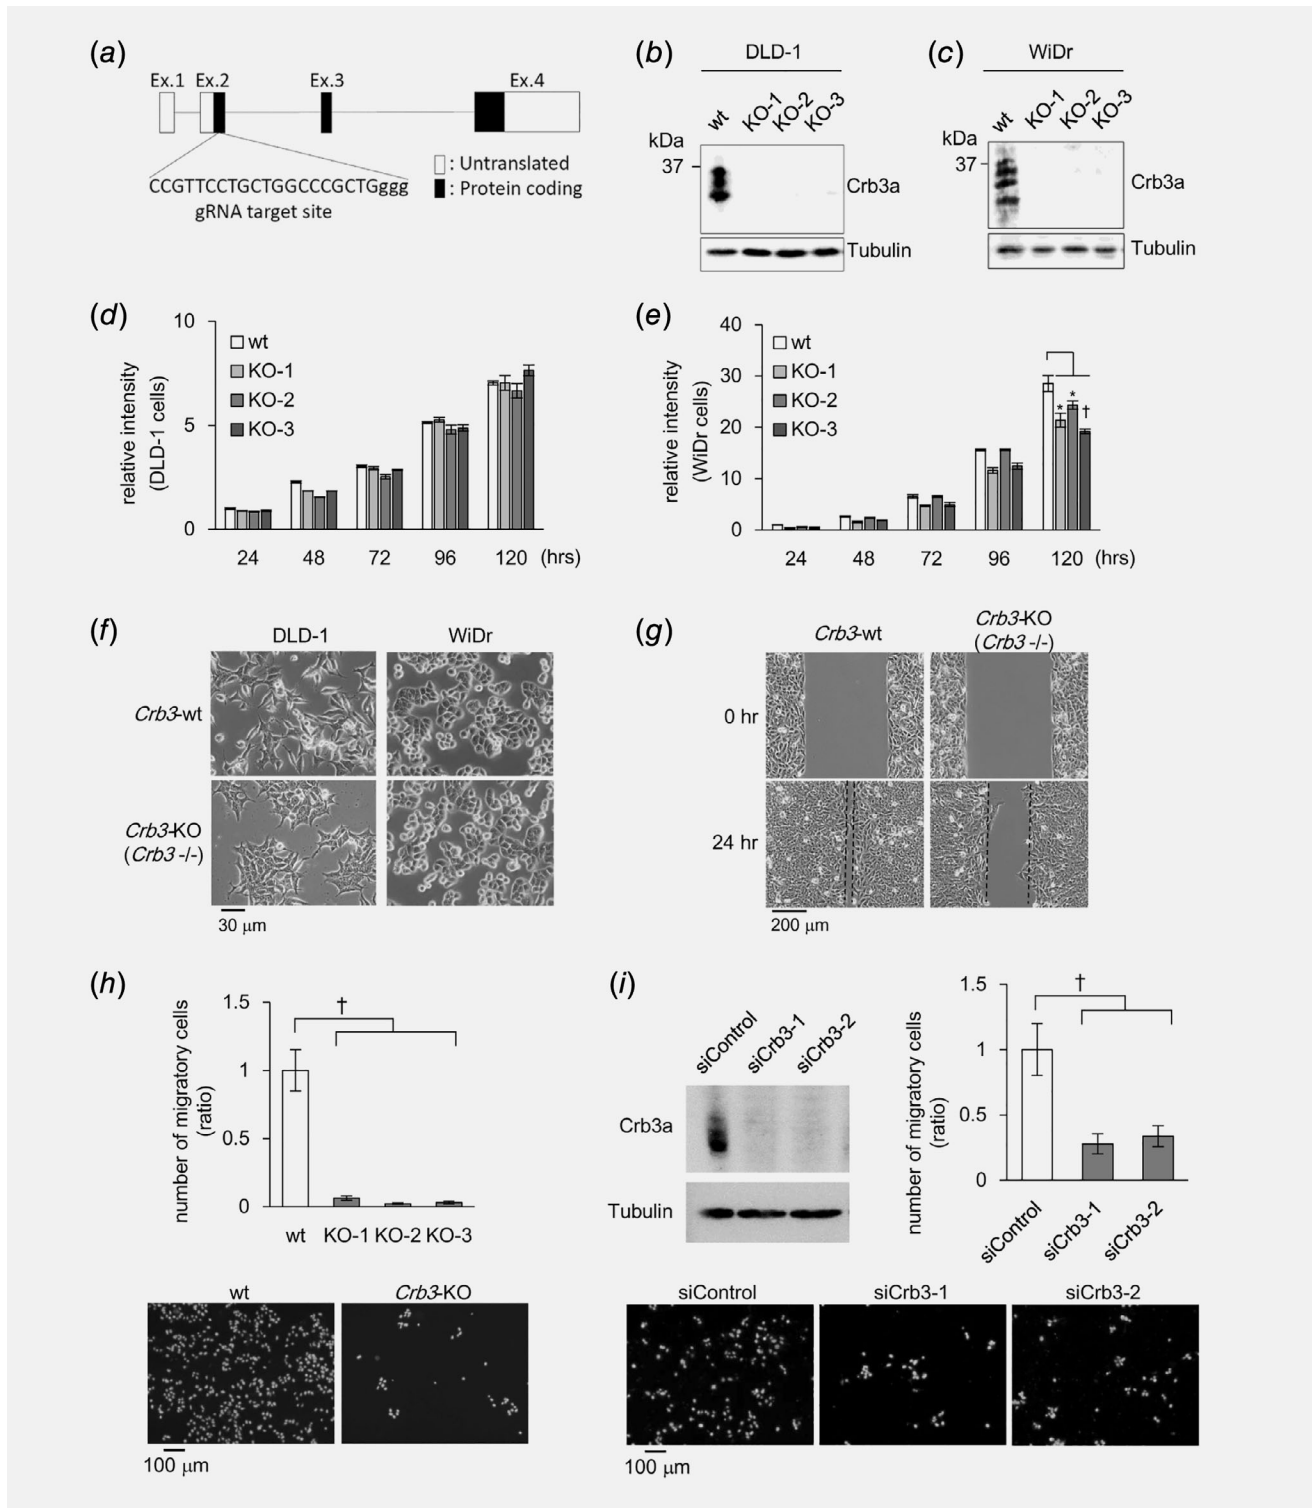 (a)
Ex.1 Ex.2 Ex.3 Ex.4
CCGTTCCTGCTGGCCCGCTGggg
gRNA target site
: Untranslated
: Protein coding
(b)
DLD-1
wt KO-1 KO-2 KO-3
kDa
37
Crb3a
Tubulin
(c)
WiDr
wt KO-1 KO-2 KO-3
kDa
37
Crb3a
Tubulin
(d)
relative intensity
(DLD-1 cells)
10
5
0
wt
KO-1
KO-2
KO-3
24 48 72 96 120 (hrs)
(e)
relative intensity
(WiDr cells)
40
30
20
10
0
wt
KO-1
KO-2
KO-3
* * †
24 48 72 96 120 (hrs)
(f)
DLD-1 WiDr
Crb3-wt
Crb3-KO
(Crb3 -/-)
30 μm
(g)
Crb3-wt
Crb3-KO
(Crb3 -/-)
0 hr
24 hr
200 μm
(h)
number of migratory cells
(ratio)
1.5
1
0.5
0
†
wt KO-1 KO-2 KO-3
wt Crb3-KO
100 μm
(i)
siControl siCrb3-1 siCrb3-2
Crb3a
Tubulin
number of migratory cells
(ratio)
1.5
1
0.5
0
†
siControl siCrb3-1 siCrb3-2
siControl siCrb3-1 siCrb3-2
100 μm